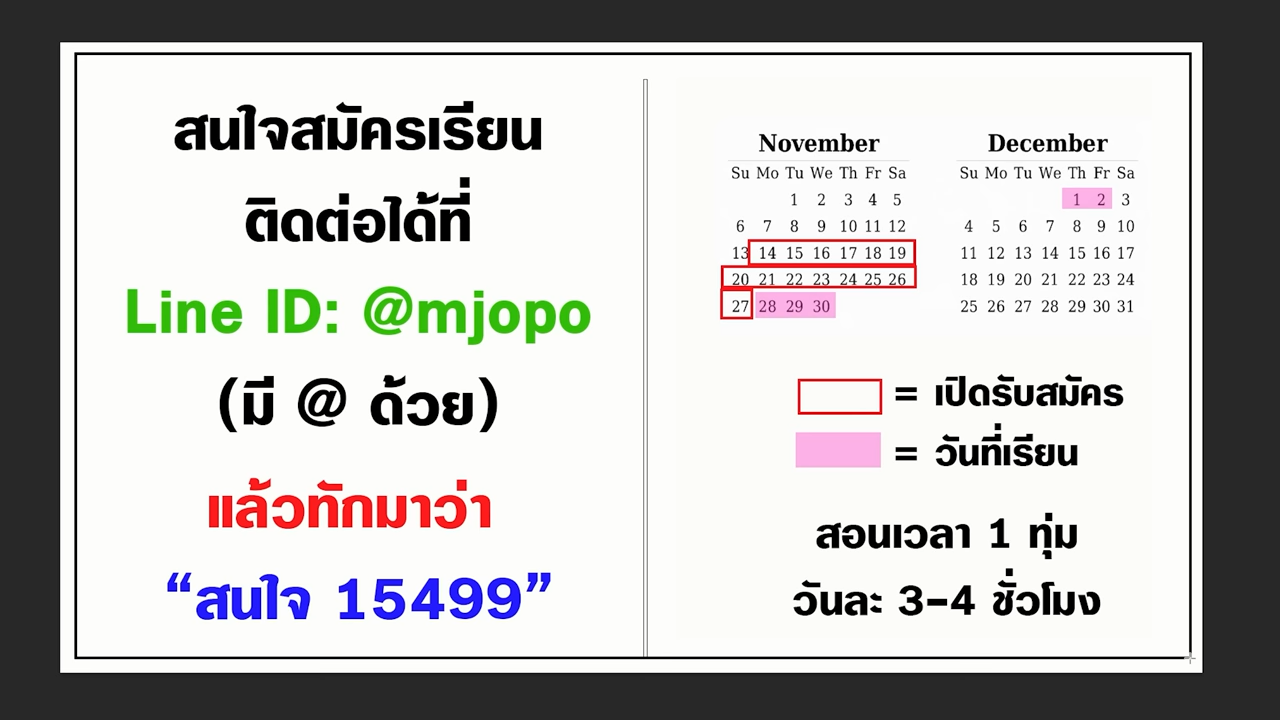 สนใจสมัครเรียน
ติดต่อได้ที่
Line ID: @mjopo
(มี @ ด้วย)
แล้วทักมาว่า
“สนใจ 15499”
November
Su Mo Tu We Th Fr Sa
1 2 3 4 5
6 7 8 9 10 11 12
13 14 15 16 17 18 19
20 21 22 23 24 25 26
27 28 29 30
December
Su Mo Tu We Th Fr Sa
1 2 3
4 5 6 7 8 9 10
11 12 13 14 15 16 17
18 19 20 21 22 23 24
25 26 27 28 29 30 31
= เปิดรับสมัคร
= วันที่เรียน
สอนเวลา 1 ทุ่ม
วันละ 3-4 ชั่วโมง